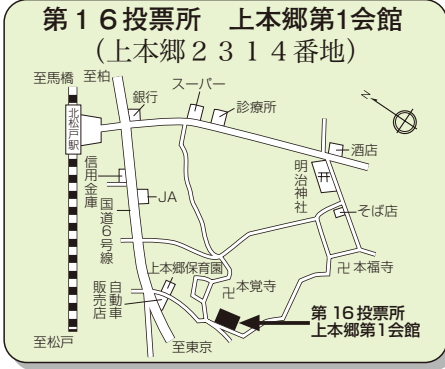 第１６投票所　上本郷第1会館
（上本郷２３１４番地）
至馬橋
至柏
銀行
スーパー
診療所
N
北松戸駅
酒店
明治神社
信用金庫
国道６号線
JA
そば店
上本郷保育園
卍本覚寺
卍本福寺
自動車販売店
第 16 投票所
上本郷第1会館
至松戸
至東京